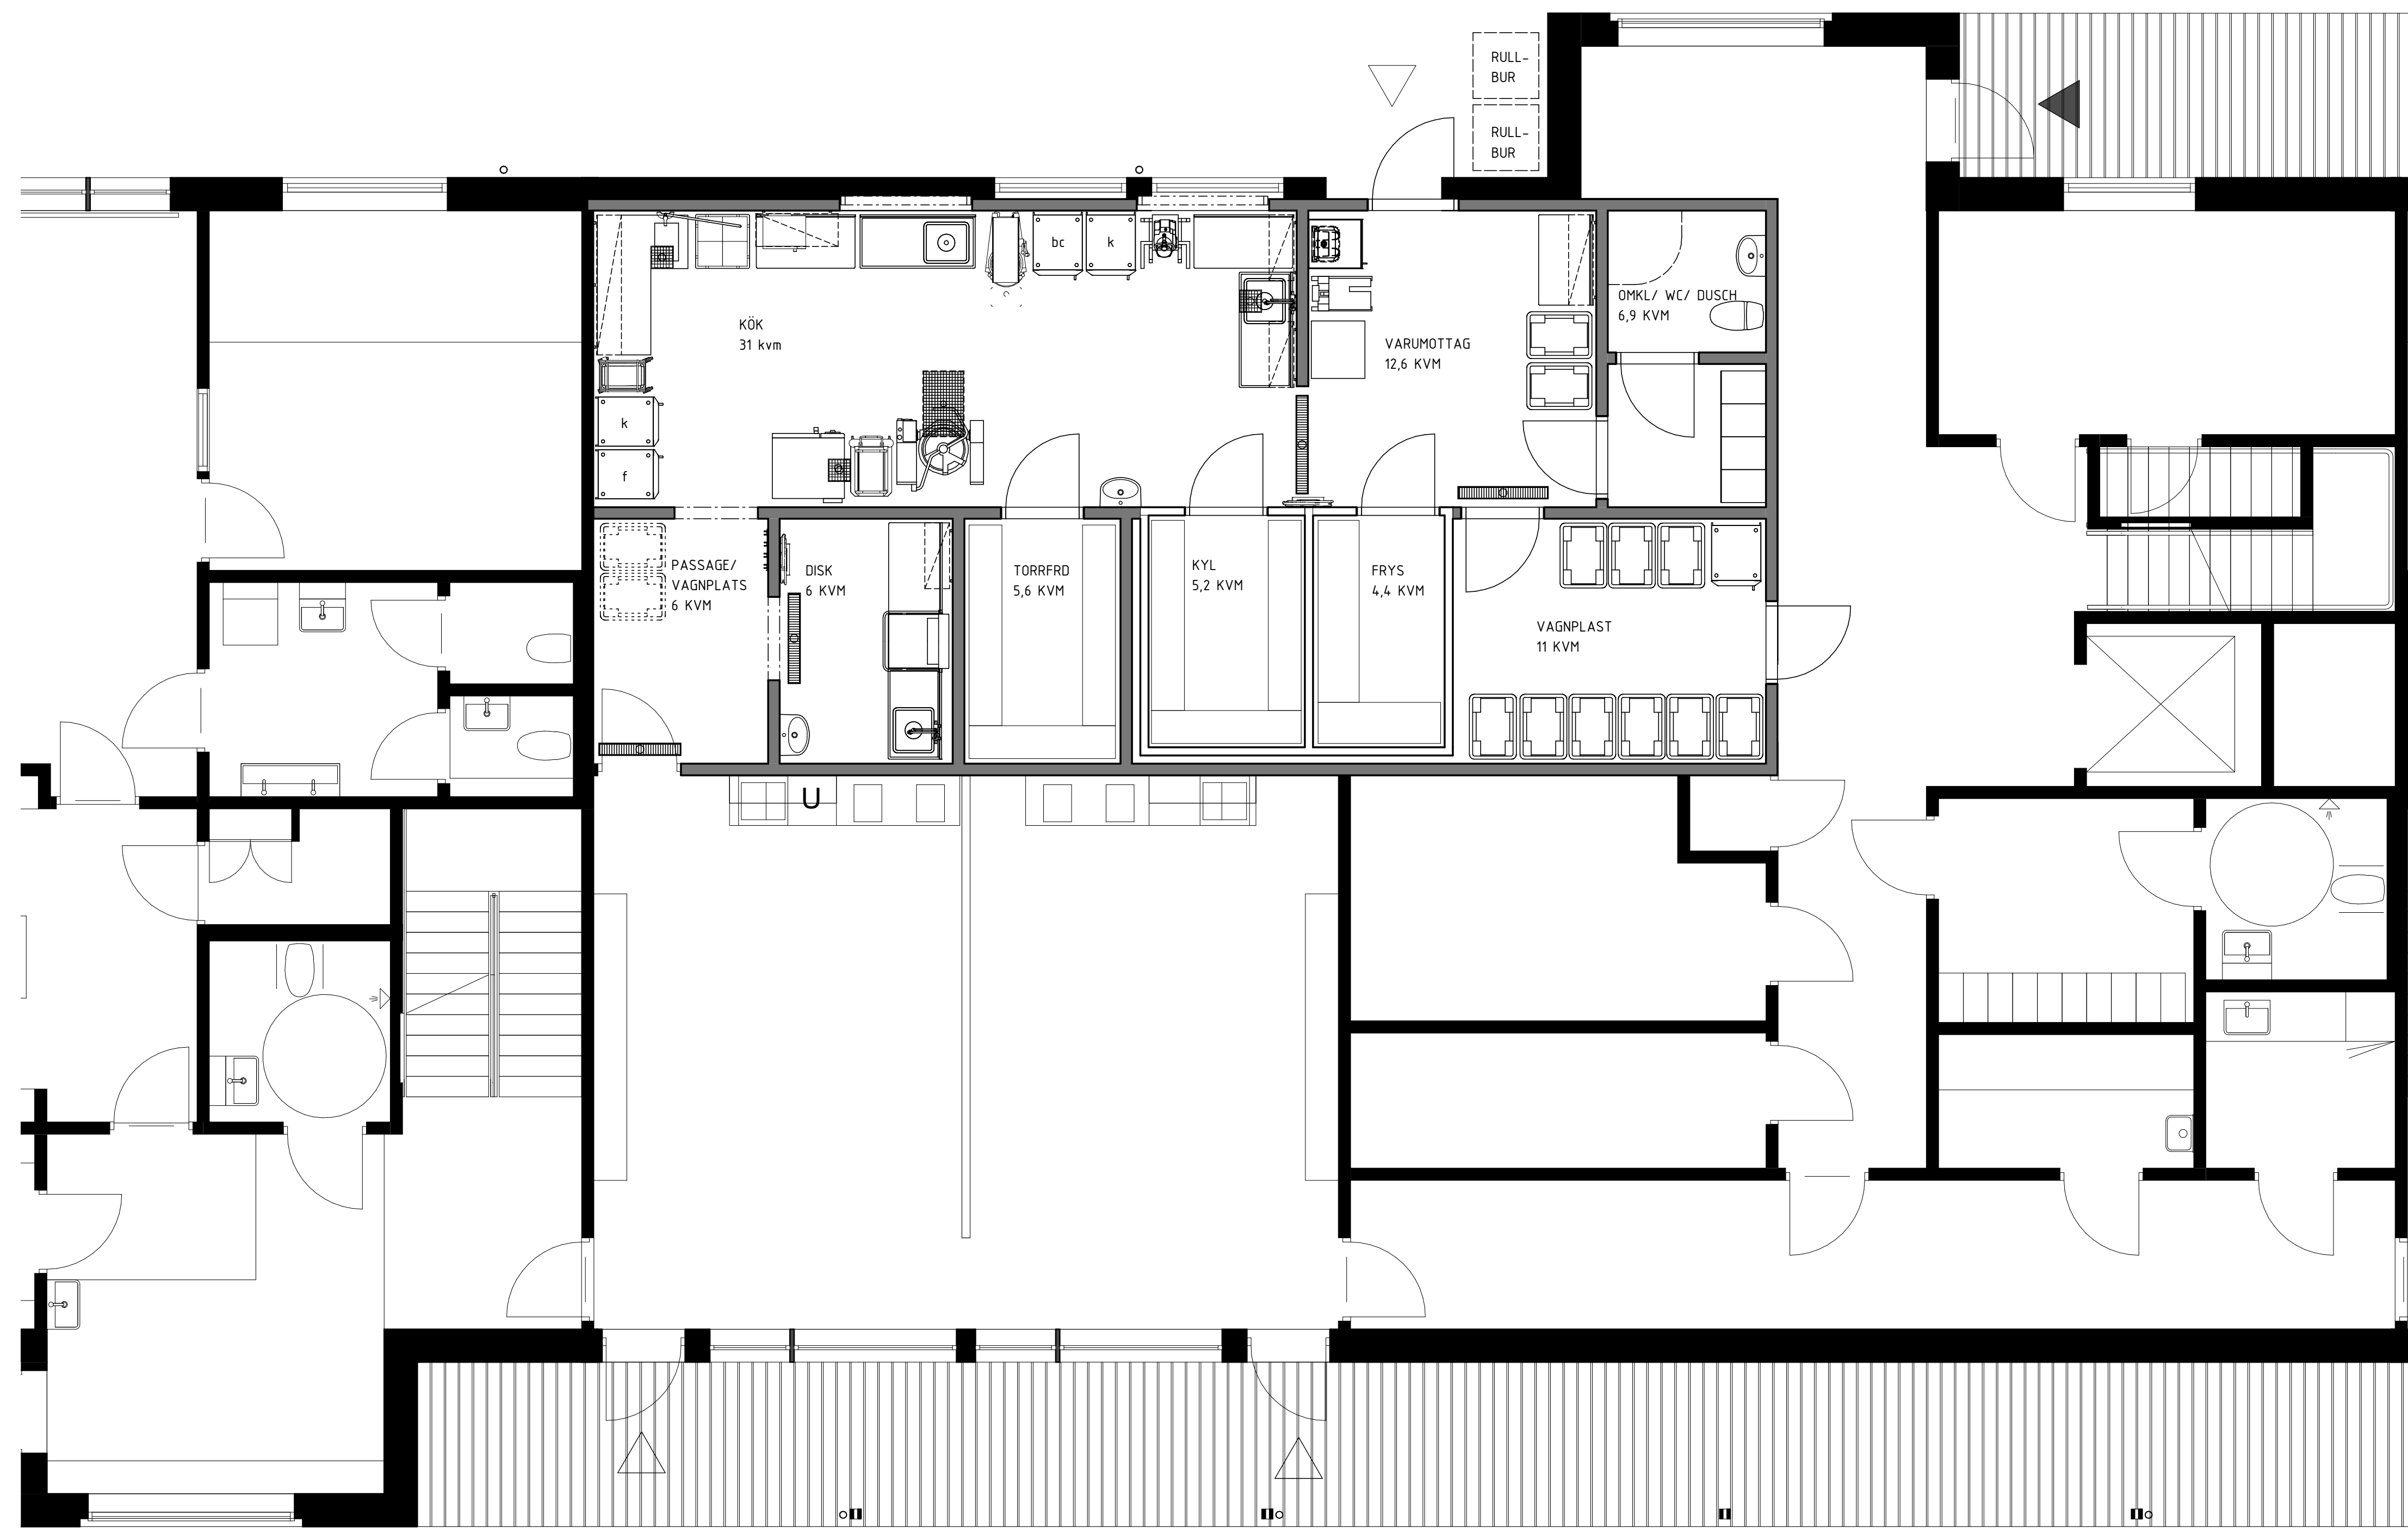 RULL-
BUR
RULL-
BUR
bc
k
OMKL/ WC/ DUSCH
6,9 KVM
KÖK
31 kvm
VARUMOTTAG
12,6 KVM
k
f
PASSAGE/
VAGNPLATS
6 KVM
DISK
6 KVM
TORRFRD
5,6 KVM
KYL
5,2 KVM
FRYS
4,4 KVM
VAGNPLAST
11 KVM
U